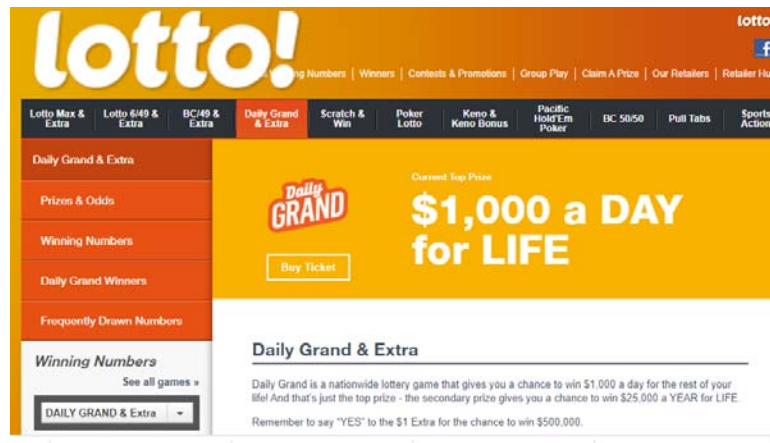 lotto!
lotto
f
ng Numbers | Winners | Contests & Promotions | Group Play | Claim A Prize | Our Retailers | Retailer Hu
Lotto Max & Extra
Lotto 6/49 & Extra
BC/49 & Extra
Daily Grand & Extra
Scratch & Win
Poker Lotto
Keno & Keno Bonus
Pacific Hold'Em Poker
BC 50/50
Pull Tabs
Sports Action
Daily Grand & Extra
Prizes & Odds
Winning Numbers
Daily Grand Winners
Frequently Drawn Numbers
Winning Numbers
See all games »
DAILY GRAND & Extra
Daily
GRAND
Buy Ticket
Current Top Prize
$1,000 a DAY
for LIFE
Daily Grand & Extra
Daily Grand is a nationwide lottery game that gives you a chance to win $1,000 a day for the rest of your
life! And that's just the top prize - the secondary prize gives you a chance to win $25,000 a YEAR for LIFE.
Remember to say "YES" to the $1 Extra for the chance to win $500,000.